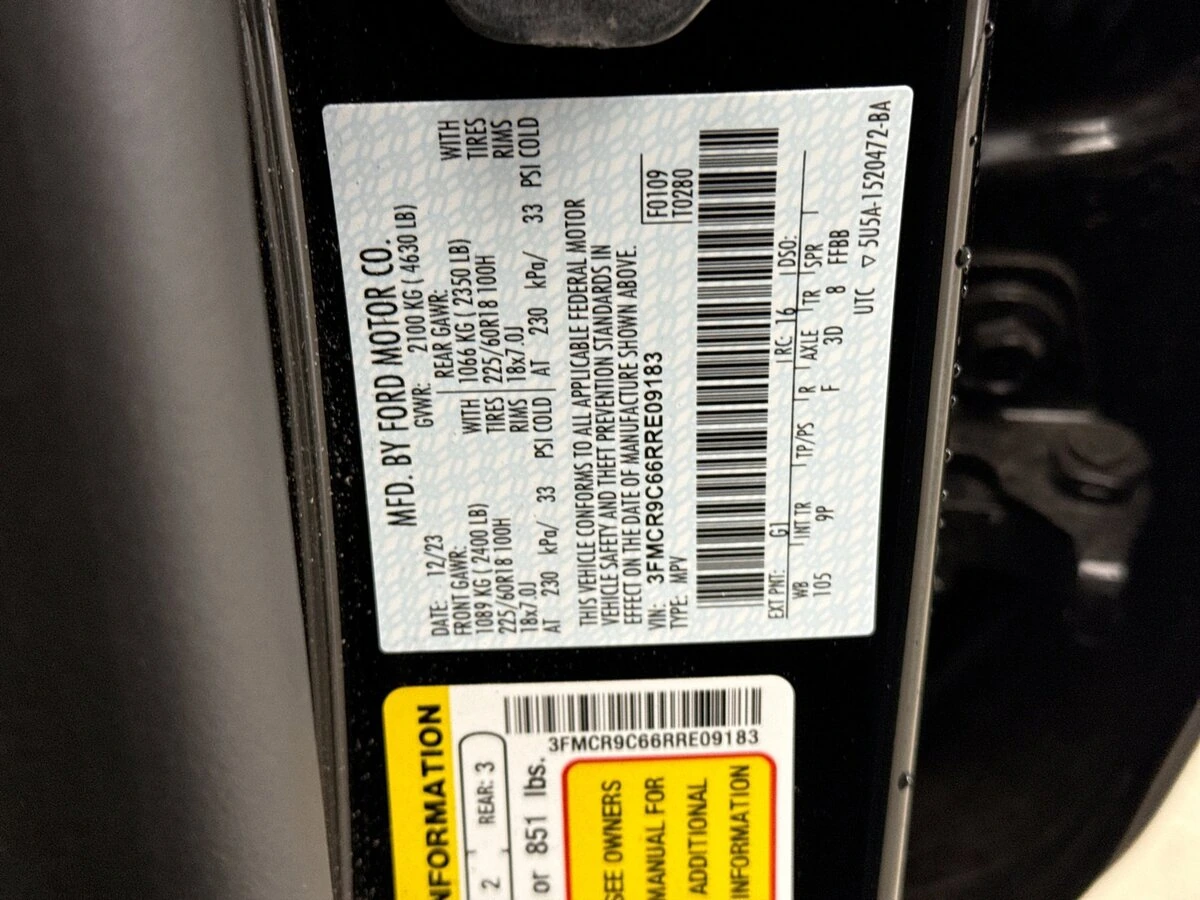 MFD. BY FORD MOTOR CO.
DATE: 12/23 GVWR: 2100 KG ( 4630 LB)
FRONT GAWR: REAR GAWR:
1089 KG ( 2400 LB) WITH 1066 KG ( 2350 LB) WITH
225/60R18 100H TIRES 225/60R18 100H TIRES
18x7.0J RIMS 18x7.0J RIMS
AT 230 kPa/ 33 PSI COLD AT 230 kPa/ 33 PSI COLD
THIS VEHICLE CONFORMS TO ALL APPLICABLE FEDERAL MOTOR
VEHICLE SAFETY AND THEFT PREVENTION STANDARDS IN
EFFECT ON THE DATE OF MANUFACTURE SHOWN ABOVE.
VIN: 3FMCR9C66RRE09183 F0109
TYPE: MPV T0280
EXT PNT: G1 RC: 16 DSO:
WB INT TR TP/PS R AXLE TR SPR
105 9P F 3D 8 FFBB
UTC ▽ 5U5A-1520472-BA
NFORMATION
2 REAR: 3
or 851 lbs.
3FMCR9C66RRE09183
SEE OWNERS
MANUAL FOR
ADDITIONAL
INFORMATION